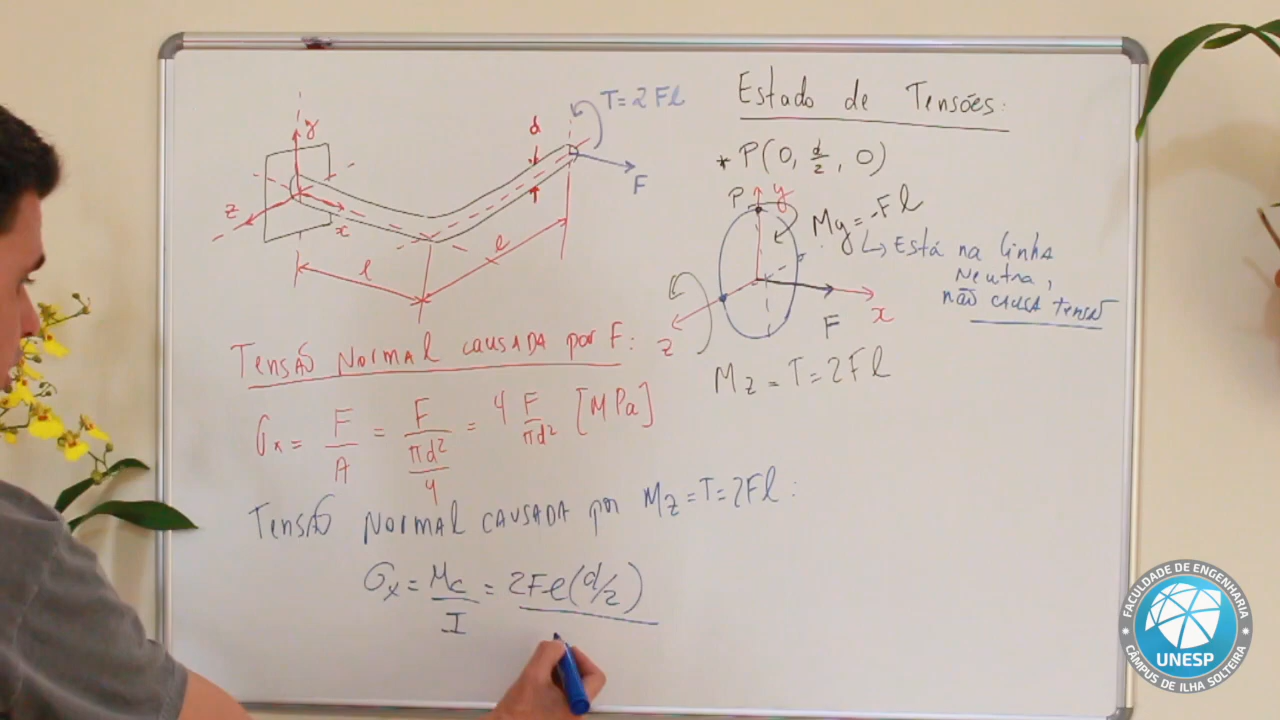 T = 2 Fl
d
F
y
z
x
l
l
Estado de Tensões:
* P(0, d/2, 0)
P
y
My = -Fl
↳ Está na linha
Neutra,
não causa tensão
x
F
z
Mz = T = 2Fl
Tensão Normal causada por F:
σx = F/A = F/(πd²/4) = 4 F/πd² [MPa]
Tensão Normal causada por Mz = T = 2Fl:
σx = Mc/I = 2Fl(d/2)
FACULDADE DE ENGENHARIA
UNESP
CÂMPUS DE ILHA SOLTEIRA